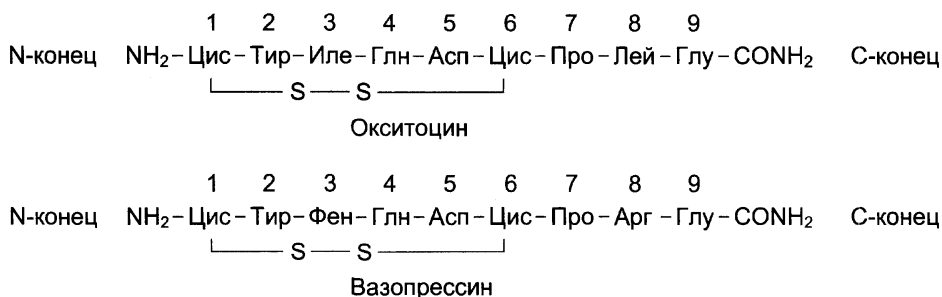 1 2 3 4 5 6 7 8 9
N-конец NH₂–Цис–Тир–Иле–Глн–Асп–Цис–Про–Лей–Глу–CONH₂ C-конец
S S
Окситоцин
1 2 3 4 5 6 7 8 9
N-конец NH₂–Цис–Тир–Фен–Глн–Асп–Цис–Про–Арг–Глу–CONH₂ C-конец
S S
Вазопрессин